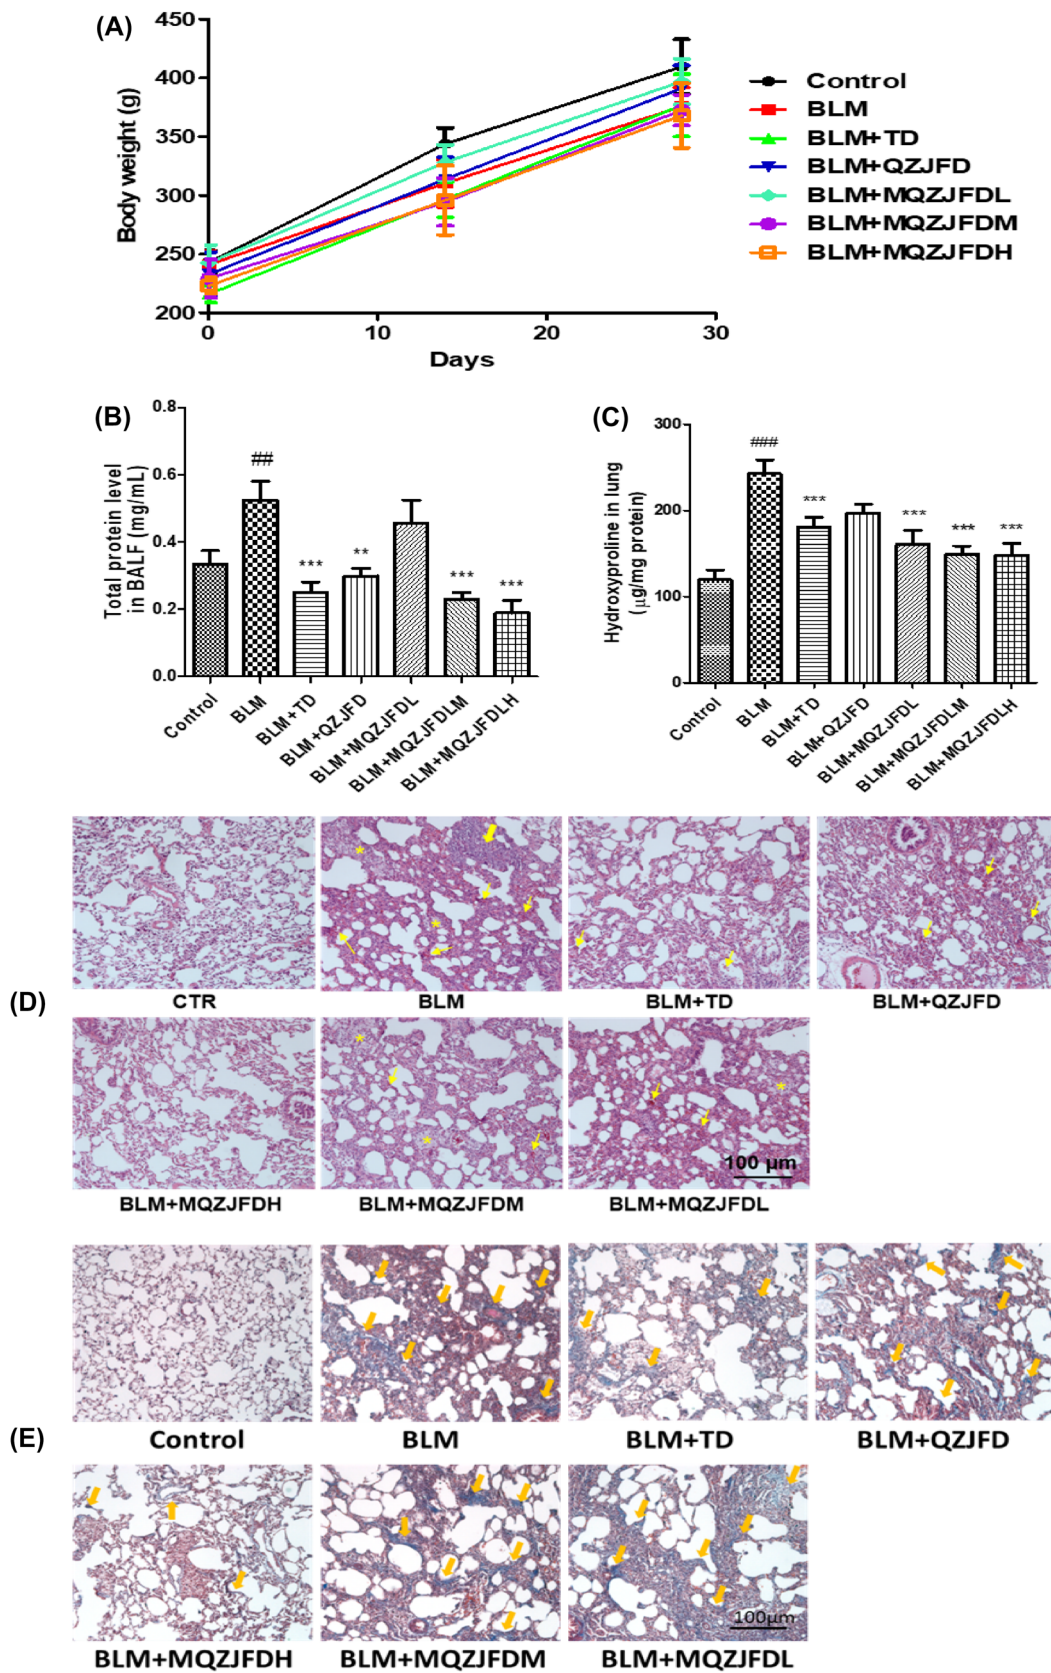 (A)
Body weight (g)
450
400
350
300
250
200
0
10
20
30
Days
Control
BLM
BLM+TD
BLM+QZJFD
BLM+MQZJFDL
BLM+MQZJFDM
BLM+MQZJFDH
(B)
Total protein level
in BALF (mg/mL)
0.8
0.6
0.4
0.2
0.0
##
***
**
***
***
Control
BLM
BLM+TD
BLM+QZJFD
BLM+MQZJFDL
BLM+MQZJFDLM
BLM+MQZJFDLH
(C)
Hydroxyproline in lung
(μg/mg protein)
300
200
100
0
###
***
***
***
***
Control
BLM
BLM+TD
BLM+QZJFD
BLM+MQZJFDL
BLM+MQZJFDLM
BLM+MQZJFDLH
(D)
*
*
CTR
BLM
BLM+TD
BLM+QZJFD
*
*
*
100 μm
BLM+MQZJFDH
BLM+MQZJFDM
BLM+MQZJFDL
(E)
Control
BLM
BLM+TD
BLM+QZJFD
100μm
BLM+MQZJFDH
BLM+MQZJFDM
BLM+MQZJFDL